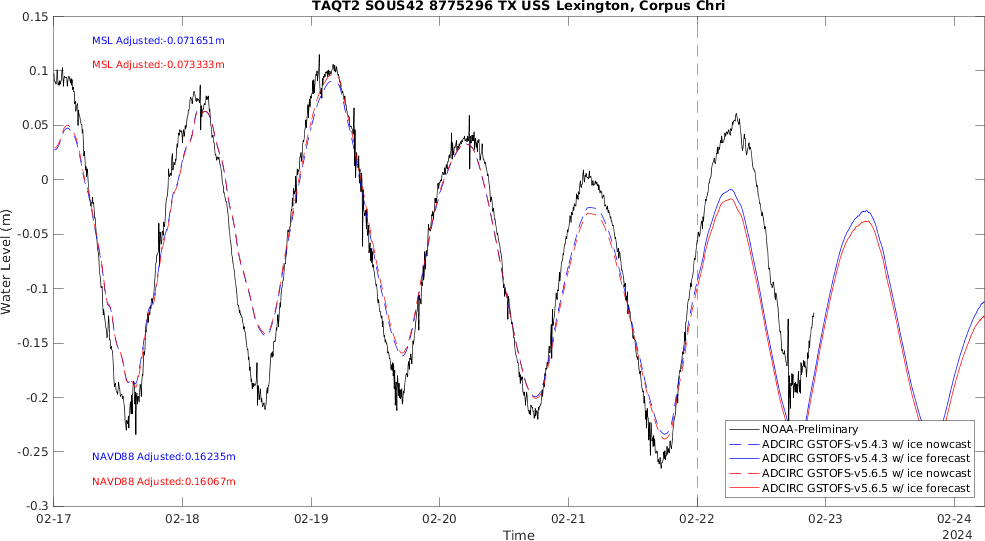 TAQT2 SOUS42 8775296 TX USS Lexington, Corpus Chri
0.15
MSL Adjusted:-0.071651m
MSL Adjusted:-0.073333m
0.1
0.05
0
-0.05
-0.1
-0.15
-0.2
-0.25
-0.3
Water Level (m)
NAVD88 Adjusted:0.16235m
NAVD88 Adjusted:0.16067m
NOAA-Preliminary
ADCIRC GSTOFS-v5.4.3 w/ ice nowcast
ADCIRC GSTOFS-v5.4.3 w/ ice forecast
ADCIRC GSTOFS-v5.6.5 w/ ice nowcast
ADCIRC GSTOFS-v5.6.5 w/ ice forecast
02-17 02-18 02-19 02-20 02-21 02-22 02-23 02-24
Time
2024